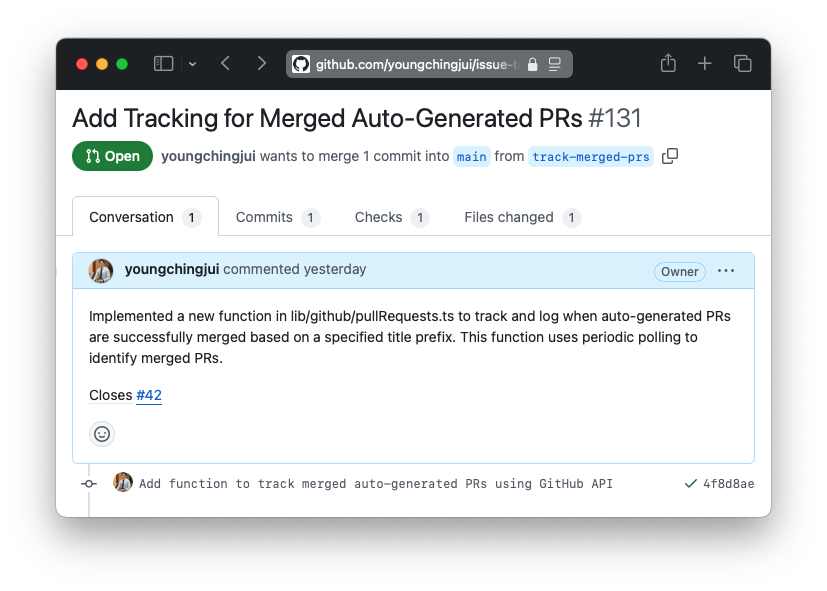 github.com/youngchingjui/issue-t
Add Tracking for Merged Auto-Generated PRs #131
Open youngchingjui wants to merge 1 commit into main from track-merged-prs
Conversation 1 Commits 1 Checks 1 Files changed 1
youngchingjui commented yesterday Owner
Implemented a new function in lib/github/pullRequests.ts to track and log when auto-generated PRs
are successfully merged based on a specified title prefix. This function uses periodic polling to
identify merged PRs.
Closes #42
Add function to track merged auto-generated PRs using GitHub API 4f8d8ae